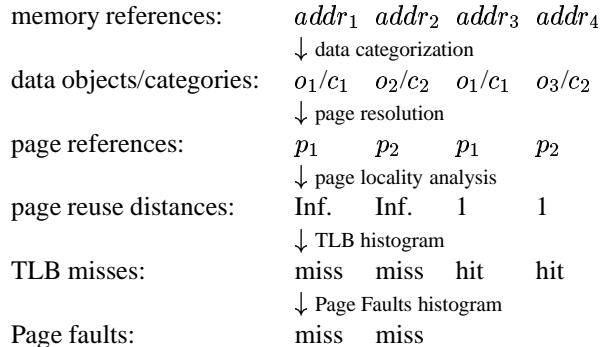 memory references: addr₁ addr₂ addr₃ addr₄
↓ data categorization
data objects/categories: o₁/c₁ o₂/c₂ o₁/c₁ o₃/c₂
↓ page resolution
page references: p₁ p₂ p₁ p₂
↓ page locality analysis
page reuse distances: Inf. Inf. 1 1
↓ TLB histogram
TLB misses: miss miss hit hit
↓ Page Faults histogram
Page faults: miss miss